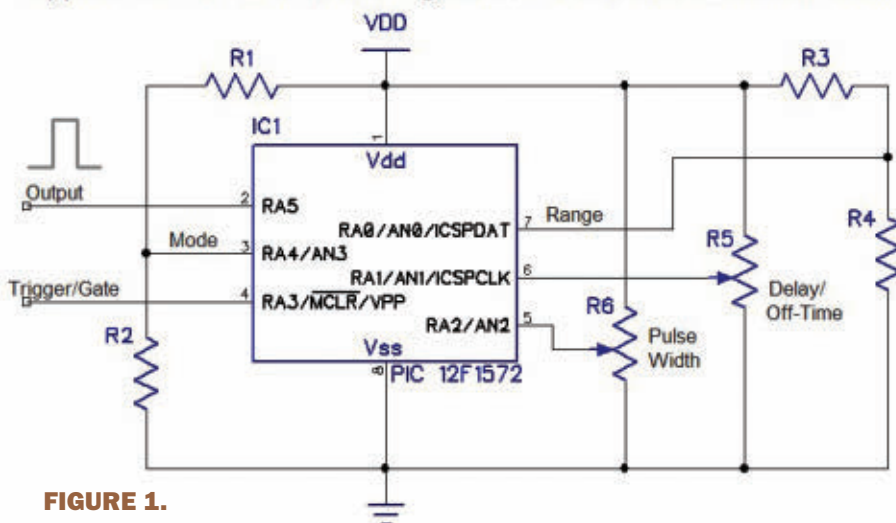 VDD
R1
R3
IC1
1
Vdd
Output
2
RA5
RA0/AN0/ICSPDAT
7
Range
R4
Mode
3
RA4/AN3
R5
RA1/AN1/ICSPCLK
6
Trigger/Gate
4
RA3/MCLR/VPP
R6
Delay/
Off-Time
RA2/AN2
5
R2
Pulse
Width
Vss
8
PIC 12F1572
FIGURE 1.